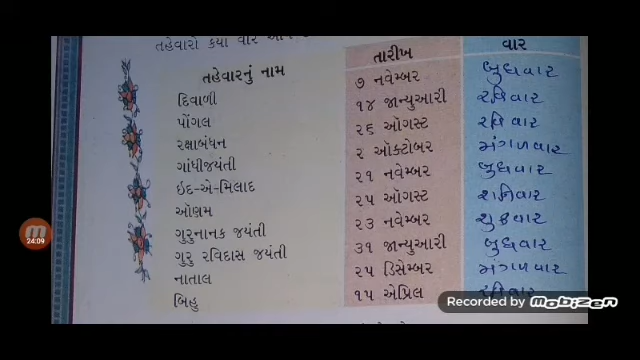 તહેવારો કયા વાર
તહેવારનું નામ તારીખ વાર
દિવાળી ૭ નવેમ્બર બુધવાર
પોંગલ ૧૪ જાન્યુઆરી રવિવાર
રક્ષાબંધન ૨૬ ઑગસ્ટ રવિવાર
ગાંધીજયંતી ૨ ઑક્ટોબર મંગળવાર
ઇદ-એ-મિલાદ ૨૧ નવેમ્બર બુધવાર
ઑણમ ૨૫ ઑગસ્ટ શનિવાર
ગુરુનાનક જયંતી ૨૩ નવેમ્બર શુક્રવાર
ગુરુ રવિદાસ જયંતી ૩૧ જાન્યુઆરી બુધવાર
નાતાલ ૨૫ ડિસેમ્બર મંગળવાર
બિહુ ૧૫ એપ્રિલ
24:09
Recorded by MOBIZEN